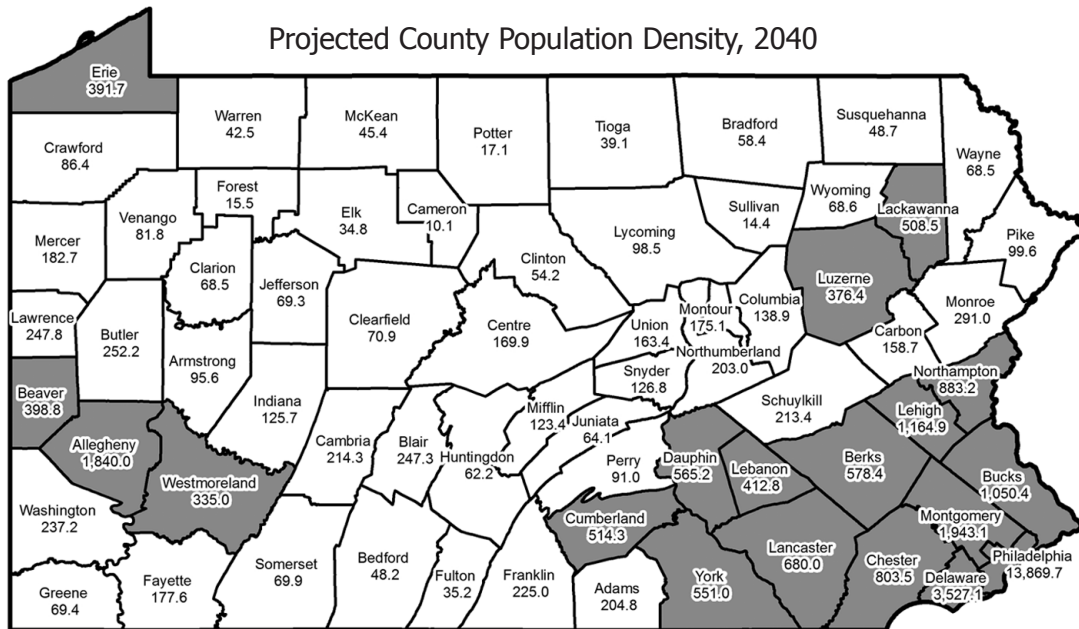 Projected County Population Density, 2040
Erie
391.7
Warren
42.5
McKean
45.4
Potter
17.1
Tioga
39.1
Bradford
58.4
Susquehanna
48.7
Wayne
68.5
Crawford
86.4
Forest
15.5
Elk
34.8
Cameron
10.1
Sullivan
14.4
Wyoming
68.6
Lackawanna
508.5
Venango
81.8
Mercer
182.7
Clarion
68.5
Jefferson
69.3
Clinton
54.2
Lycoming
98.5
Pike
99.6
Luzerne
376.4
Lawrence
247.8
Butler
252.2
Armstrong
95.6
Clearfield
70.9
Centre
169.9
Union
163.4
Montour
175.1
Columbia
138.9
Monroe
291.0
Carbon
158.7
Northumberland
203.0
Snyder
126.8
Northampton
883.2
Beaver
398.8
Indiana
125.7
Mifflin
123.4
Juniata
64.1
Schuylkill
213.4
Lehigh
1,164.9
Allegheny
1,840.0
Westmoreland
335.0
Cambria
214.3
Blair
247.3
Huntingdon
62.2
Perry
91.0
Dauphin
565.2
Lebanon
412.8
Berks
578.4
Bucks
1,050.4
Washington
237.2
Cumberland
514.3
Montgomery
1,943.1
Philadelphia
13,869.7
Greene
69.4
Fayette
177.6
Somerset
69.9
Bedford
48.2
Fulton
35.2
Franklin
225.0
Adams
204.8
York
551.0
Lancaster
680.0
Chester
803.5
Delaware
3,527.1